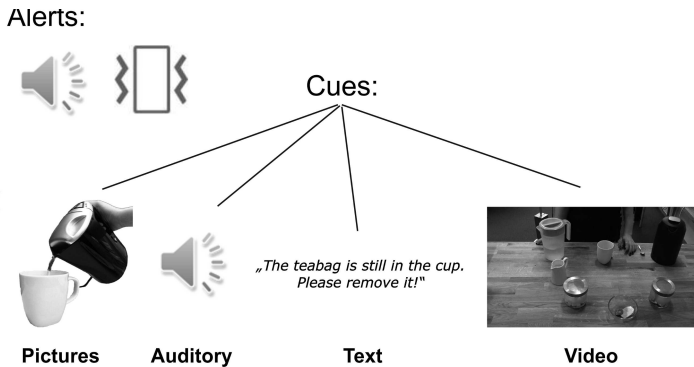 Alerts:
Cues:
„The teabag is still in the cup.
Please remove it!“
Pictures
Auditory
Text
Video